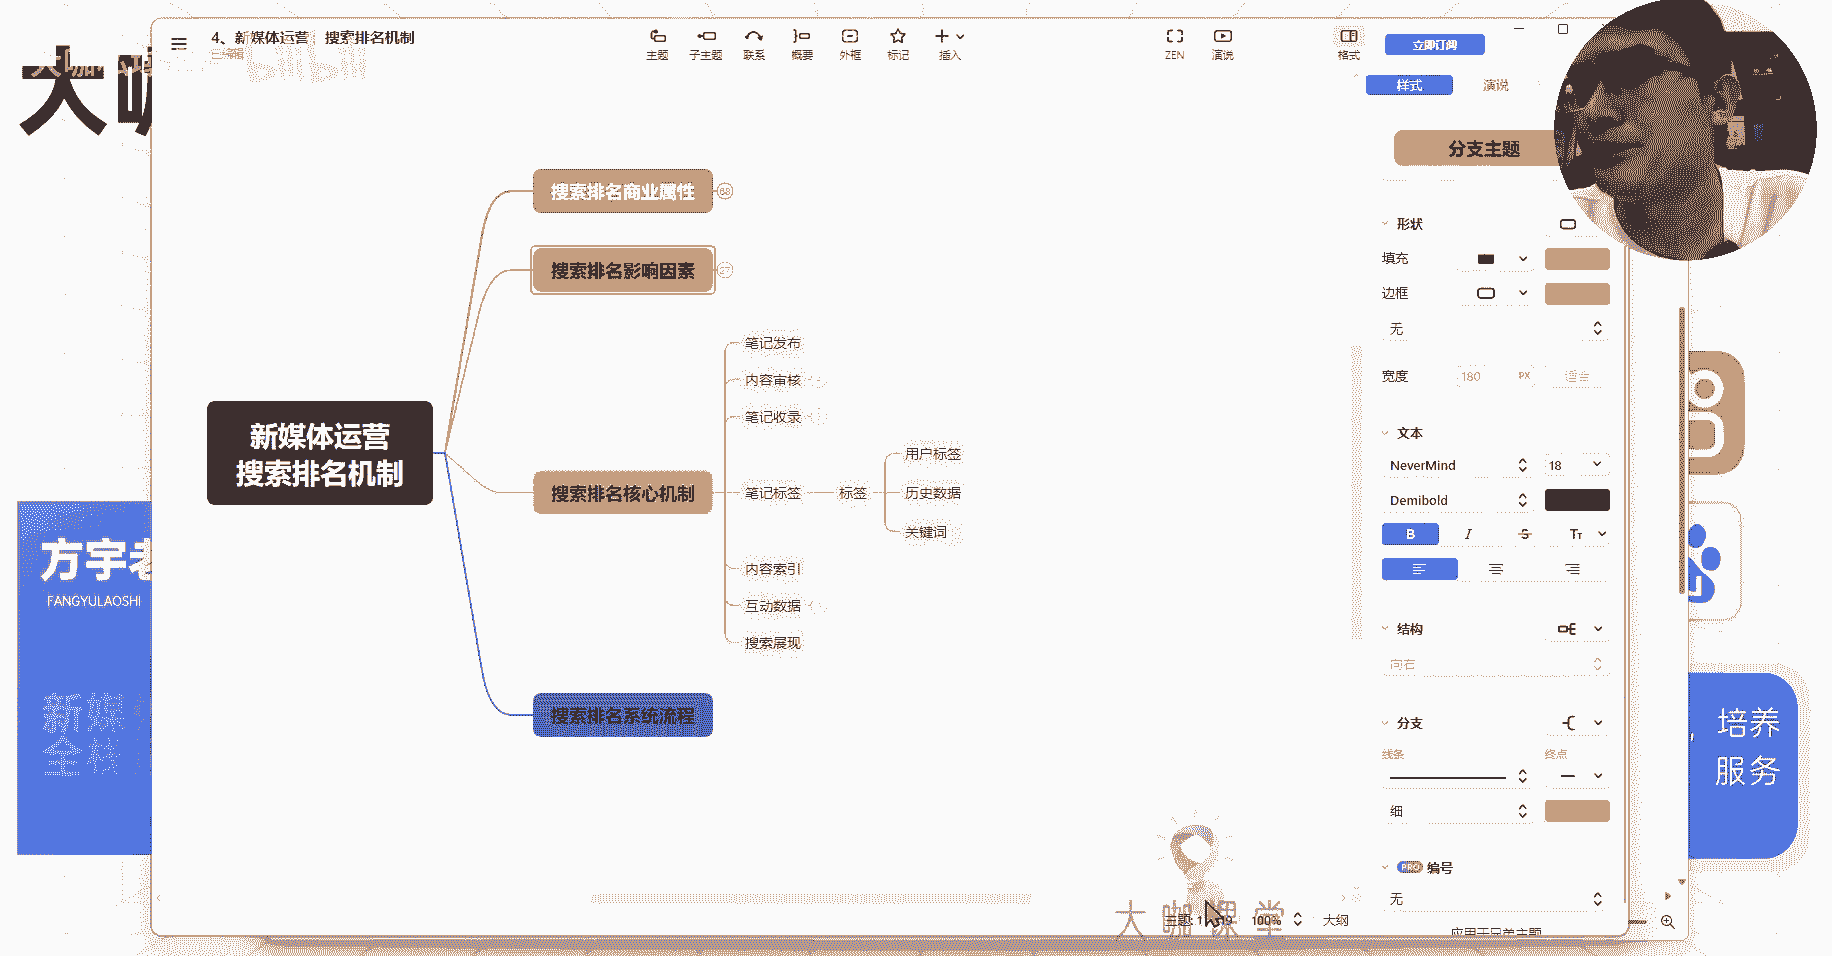 4、新媒体运营 搜索排名机制
已编辑
bilibili
主题
子主题
联系
概要
外框
标记
插入
ZEN
演说
格式
立即订阅
样式
演说
分支主题
搜索排名商业属性
68
搜索排名影响因素
27
新媒体运营
搜索排名机制
搜索排名核心机制
笔记发布
内容审核
笔记收录
笔记标签
标签
用户标签
历史数据
关键词
内容索引
互动数据
搜索展现
搜索排名系统流程
形状
填充
边框
无
宽度
180
PX
适合
文本
NeverMind
18
Demibold
B
I
S
结构
向右
分支
线条
终点
细
PRO
编号
无
应用于兄弟主题
100%
大纲
大咖课堂
大咖
方宇老
FANGYULAOSHI
新媒
全栈
培养
服务